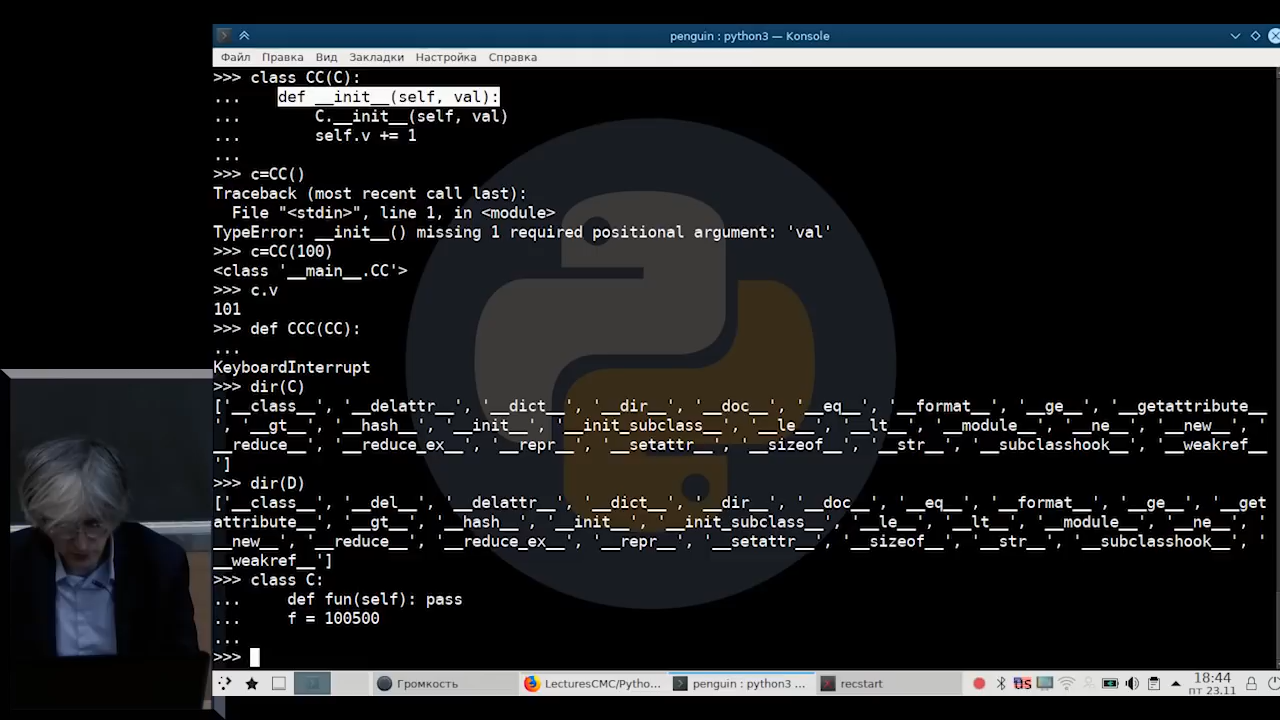 penguin : python3 — Konsole
Файл Правка Вид Закладки Настройка Справка
>>> class CC(C):
...     def __init__(self, val):
...         C.__init__(self, val)
...         self.v += 1
...
>>> c=CC()
Traceback (most recent call last):
  File "<stdin>", line 1, in <module>
TypeError: __init__() missing 1 required positional argument: 'val'
>>> c=CC(100)
<class '__main__.CC'>
>>> c.v
101
>>> def CCC(CC):
...
KeyboardInterrupt
>>> dir(C)
['__class__', '__delattr__', '__dict__', '__dir__', '__doc__', '__eq__', '__format__', '__ge__', '__getattribute__
', '__gt__', '__hash__', '__init__', '__init_subclass__', '__le__', '__lt__', '__module__', '__ne__', '__new__', '
__reduce__', '__reduce_ex__', '__repr__', '__setattr__', '__sizeof__', '__str__', '__subclasshook__', '__weakref__
']
>>> dir(D)
['__class__', '__del__', '__delattr__', '__dict__', '__dir__', '__doc__', '__eq__', '__format__', '__ge__', '__get
attribute__', '__gt__', '__hash__', '__init__', '__init_subclass__', '__le__', '__lt__', '__module__', '__ne__', '
__new__', '__reduce__', '__reduce_ex__', '__repr__', '__setattr__', '__sizeof__', '__str__', '__subclasshook__', '
__weakref__']
>>> class C:
...     def fun(self): pass
...     f = 100500
...
>>>
Громкость LecturesCMC/Pytho... penguin : python3 ... recstart us 18:44
пт 23.11